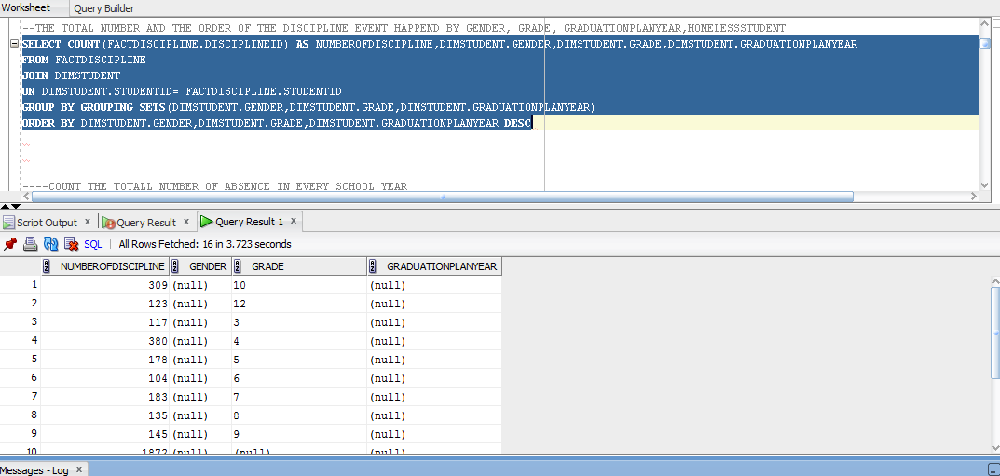 Worksheet Query Builder
--THE TOTAL NUMBER AND THE ORDER OF THE DISCIPLINE EVENT HAPPEND BY GENDER, GRADE, GRADUATIONPLANYEAR,HOMELESSSTUDENT
SELECT COUNT(FACTDISCIPLINE.DISCIPLINEID) AS NUMBEROFDISCIPLINE,DIMSTUDENT.GENDER,DIMSTUDENT.GRADE,DIMSTUDENT.GRADUATIONPLANYEAR
FROM FACTDISCIPLINE
JOIN DIMSTUDENT
ON DIMSTUDENT.STUDENTID= FACTDISCIPLINE.STUDENTID
GROUP BY GROUPING SETS(DIMSTUDENT.GENDER,DIMSTUDENT.GRADE,DIMSTUDENT.GRADUATIONPLANYEAR)
ORDER BY DIMSTUDENT.GENDER,DIMSTUDENT.GRADE,DIMSTUDENT.GRADUATIONPLANYEAR DESC
----COUNT THE TOTALL NUMBER OF ABSENCE IN EVERY SCHOOL YEAR
Script Output x Query Result x Query Result 1 x
SQL | All Rows Fetched: 16 in 3.723 seconds
NUMBEROFDISCIPLINE GENDER GRADE GRADUATIONPLANYEAR
1 309 (null) 10 (null)
2 123 (null) 12 (null)
3 117 (null) 3 (null)
4 380 (null) 4 (null)
5 178 (null) 5 (null)
6 104 (null) 6 (null)
7 183 (null) 7 (null)
8 135 (null) 8 (null)
9 145 (null) 9 (null)
10 (null) (null)
Messages - Log x